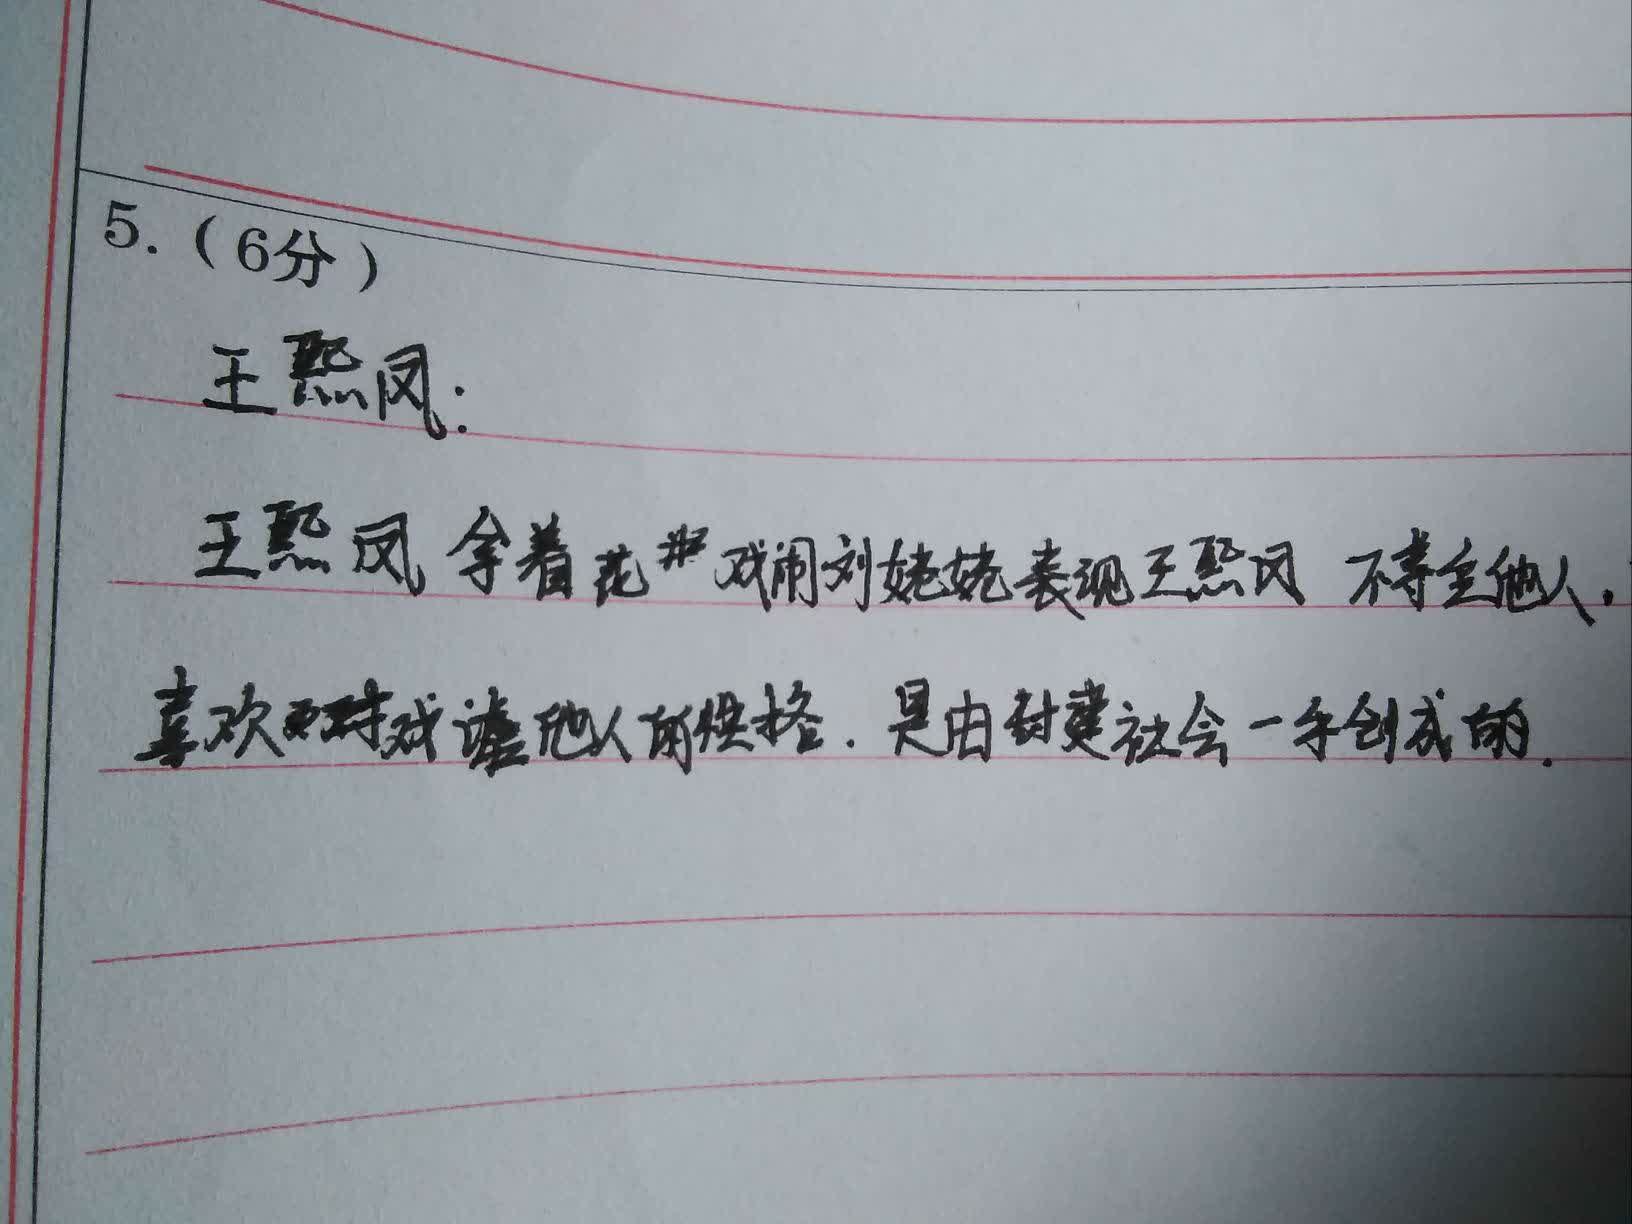 5.（6分）
王熙凤：
王熙凤拿着花戏闹刘姥姥表现王熙凤不尊重他人，
喜欢戏谑他人的性格.是由封建社会一手创成的.